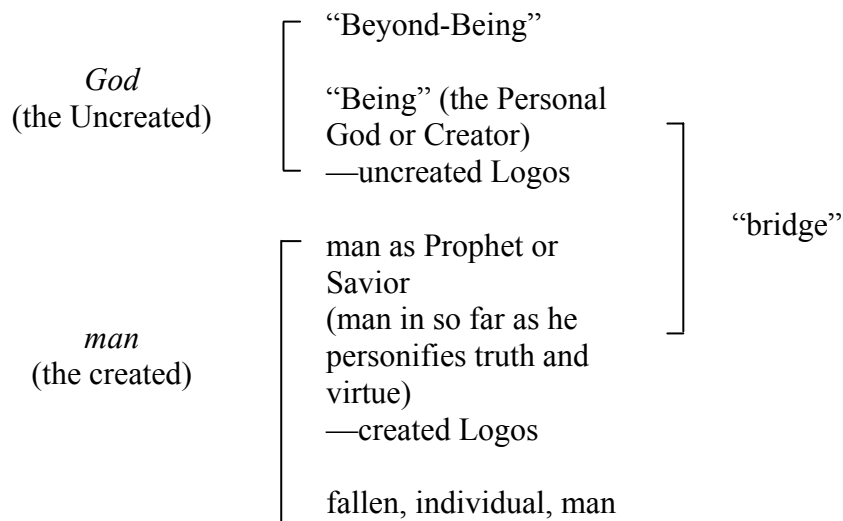 “Beyond-Being”
God
(the Uncreated)
“Being” (the Personal
God or Creator)
—uncreated Logos
“bridge”
man as Prophet or
Savior
(man in so far as he
personifies truth and
virtue)
—created Logos
man
(the created)
fallen, individual, man